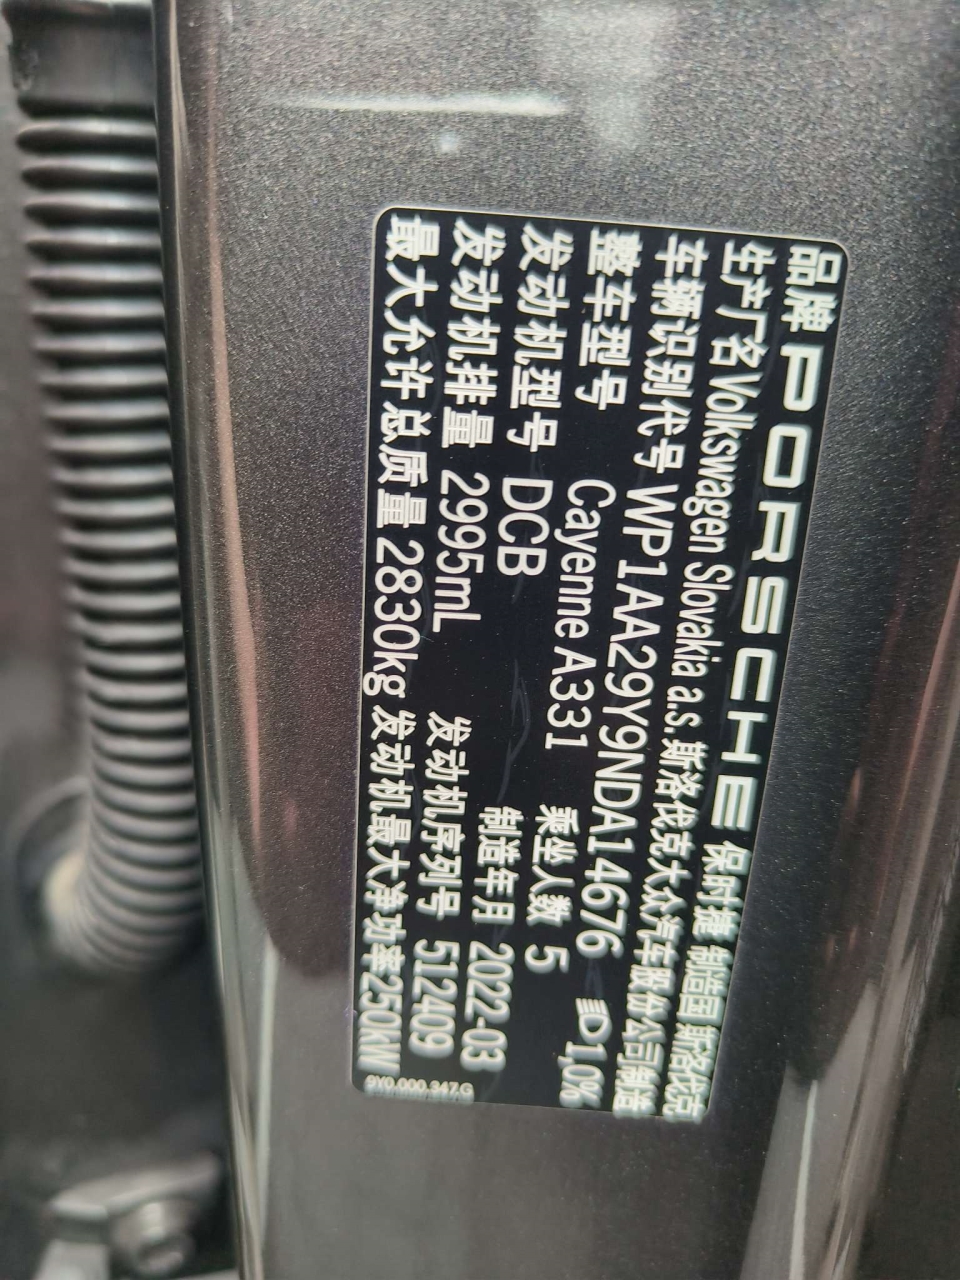 品牌 PORSCHE 保时捷 制造国 斯洛伐克
生产厂名 Volkswagen Slovakia a.s. 斯洛伐克大众汽车股份公司制造
车辆识别代号 WP1AA29Y9NDA14676
整车型号 Cayenne A331 1,0%
发动机型号 DCB 乘坐人数 5
发动机排量 2995mL 制造年月 2022-03
发动机序列号 512409
最大允许总质量 2830kg 发动机最大净功率250kW
9Y0.000.347.G